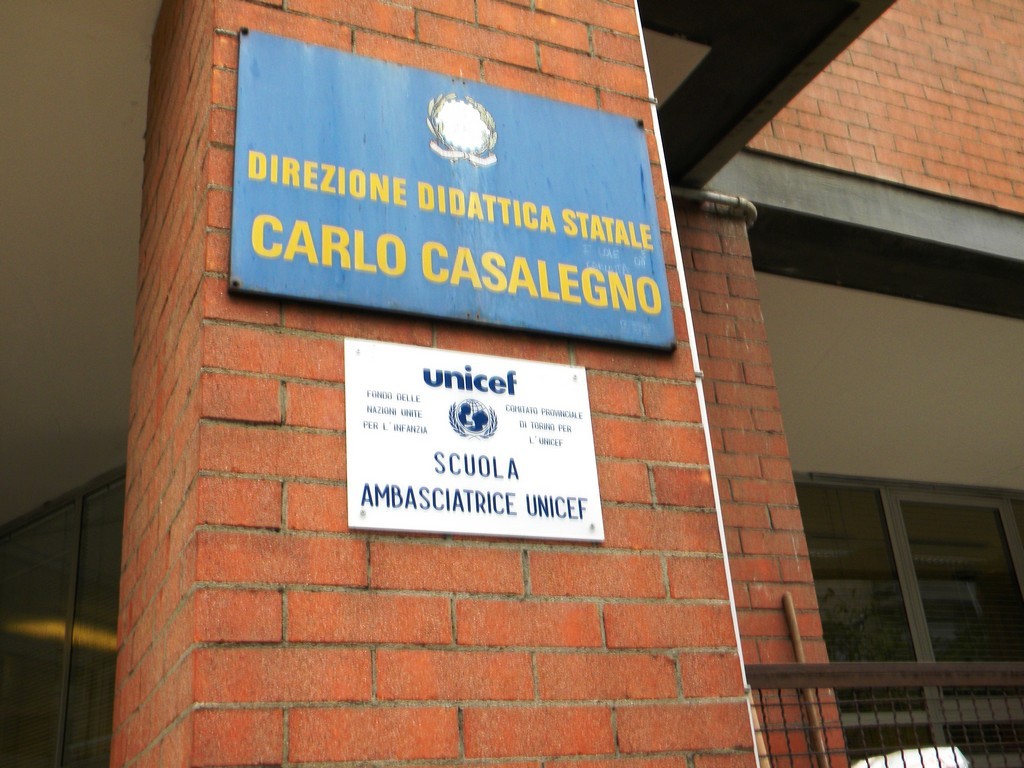 DIREZIONE DIDATTICA STATALE
CARLO CASALEGNO
unicef
FONDO DELLE
NAZIONI UNITE
PER L'INFANZIA
COMITATO PROVINCIALE
DI TORINO PER
L'UNICEF
SCUOLA
AMBASCIATRICE UNICEF